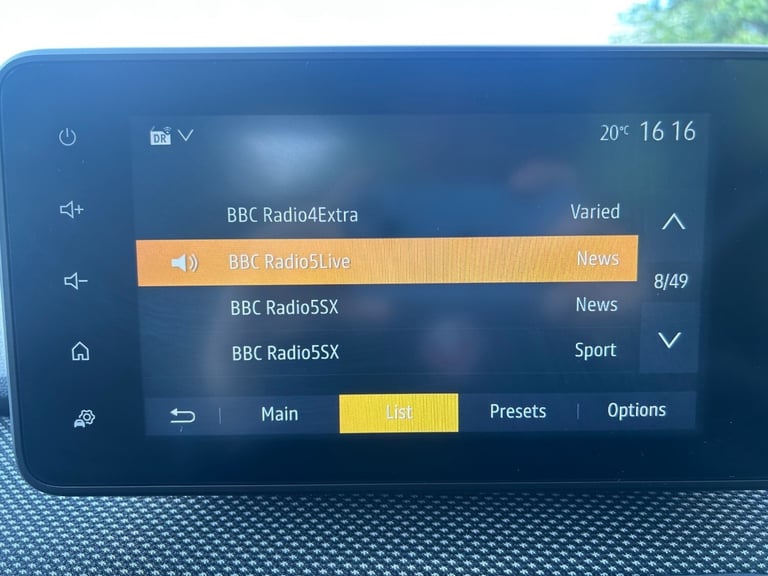 DR 20°C 16 16
BBC Radio4Extra Varied
BBC Radio5Live News
8/49
BBC Radio5SX News
BBC Radio5SX Sport
Main List Presets Options